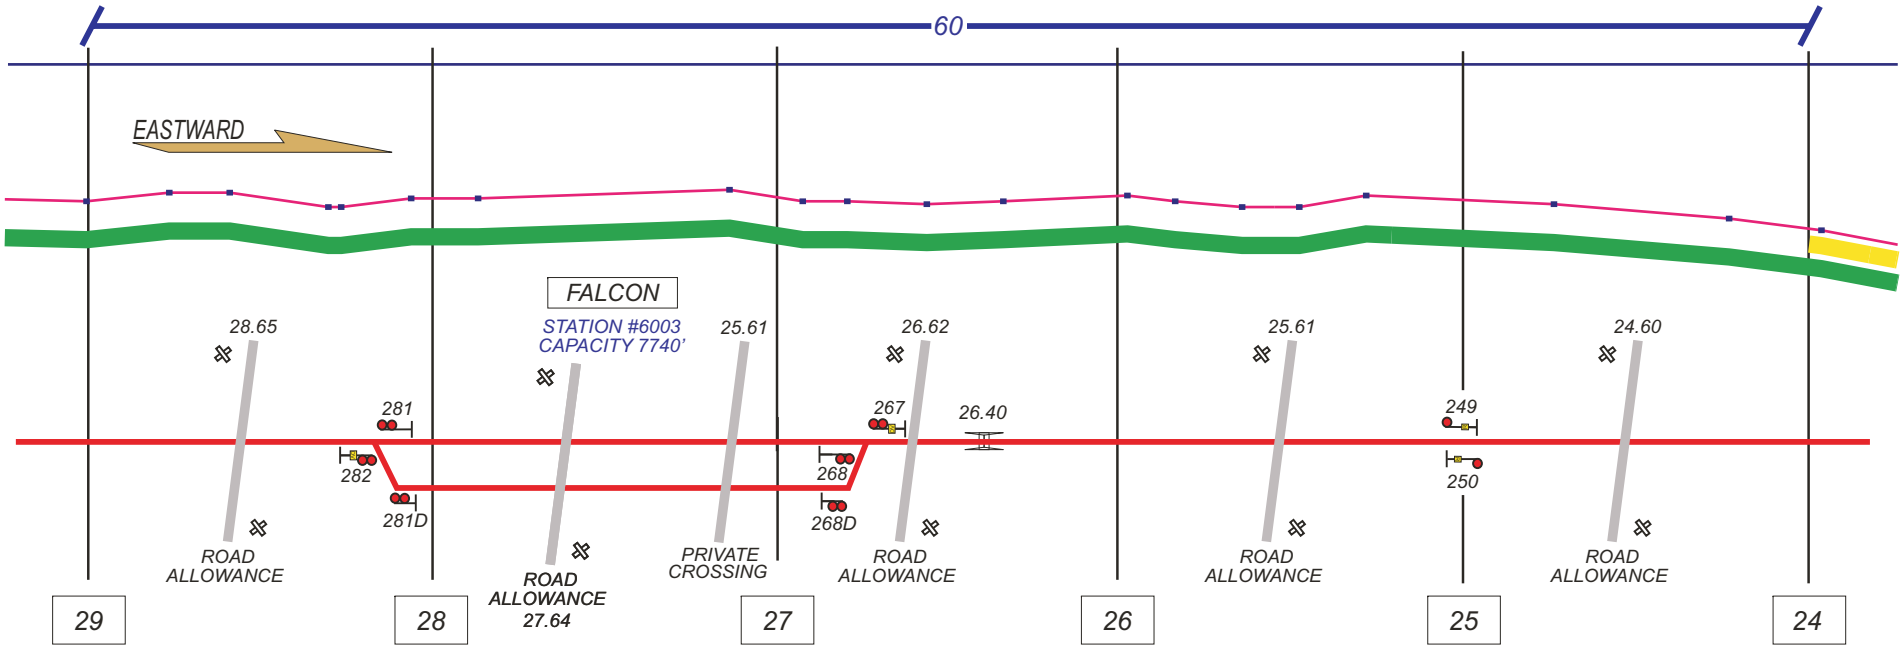 60
EASTWARD
FALCON
STATION #6003
CAPACITY 7740'
28.65
25.61
26.62
25.61
24.60
281
267
26.40
249
282
268
250
281D
268D
ROAD
ALLOWANCE
ROAD
ALLOWANCE
27.64
PRIVATE
CROSSING
ROAD
ALLOWANCE
ROAD
ALLOWANCE
ROAD
ALLOWANCE
29
28
27
26
25
24